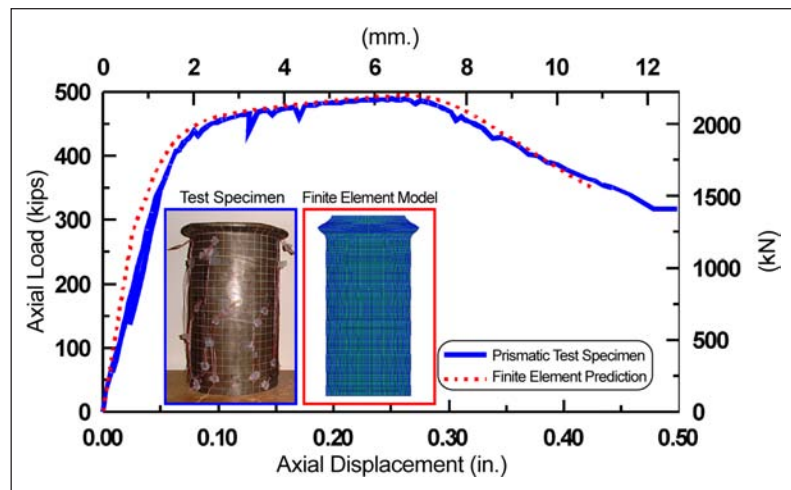 (mm.)
0 2 4 6 8 10 12
500
400
300
200
100
0
Axial Load (kips)
2000
1500
1000
500
0
(kN)
Test Specimen
Finite Element Model
Prismatic Test Specimen
Finite Element Prediction
0.00 0.10 0.20 0.30 0.40 0.50
Axial Displacement (in.)